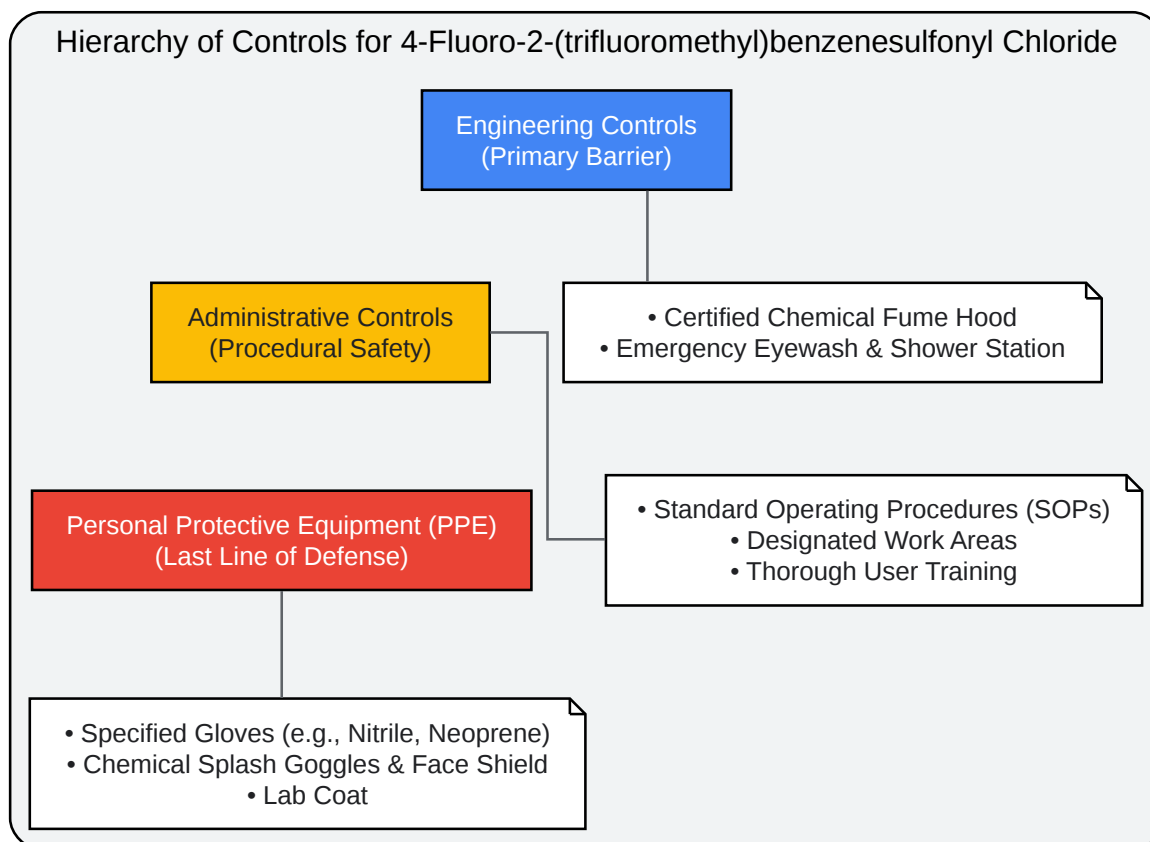 Hierarchy of Controls for 4-Fluoro-2-(trifluoromethyl)benzenesulfonyl Chloride
Engineering Controls
(Primary Barrier)
Administrative Controls
(Procedural Safety)
• Certified Chemical Fume Hood
• Emergency Eyewash & Shower Station
Personal Protective Equipment (PPE)
(Last Line of Defense)
• Standard Operating Procedures (SOPs)
• Designated Work Areas
• Thorough User Training
• Specified Gloves (e.g., Nitrile, Neoprene)
• Chemical Splash Goggles & Face Shield
• Lab Coat